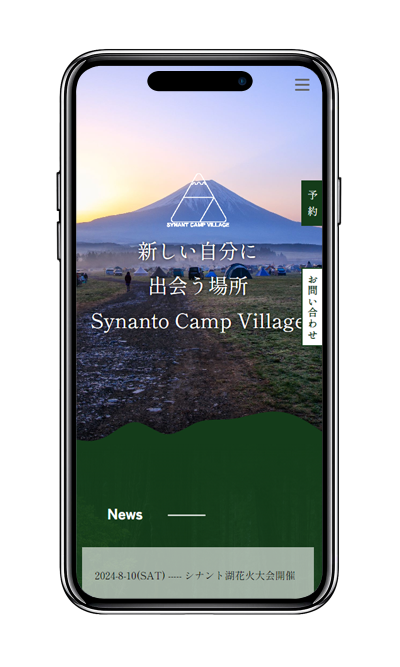 SYNANT CAMP VILLAGE
予約
新しい自分に
出会う場所
お問い合わせ
Synanto Camp Village
News
2024-8-10(SAT) ----- シナント湖花火大会開催